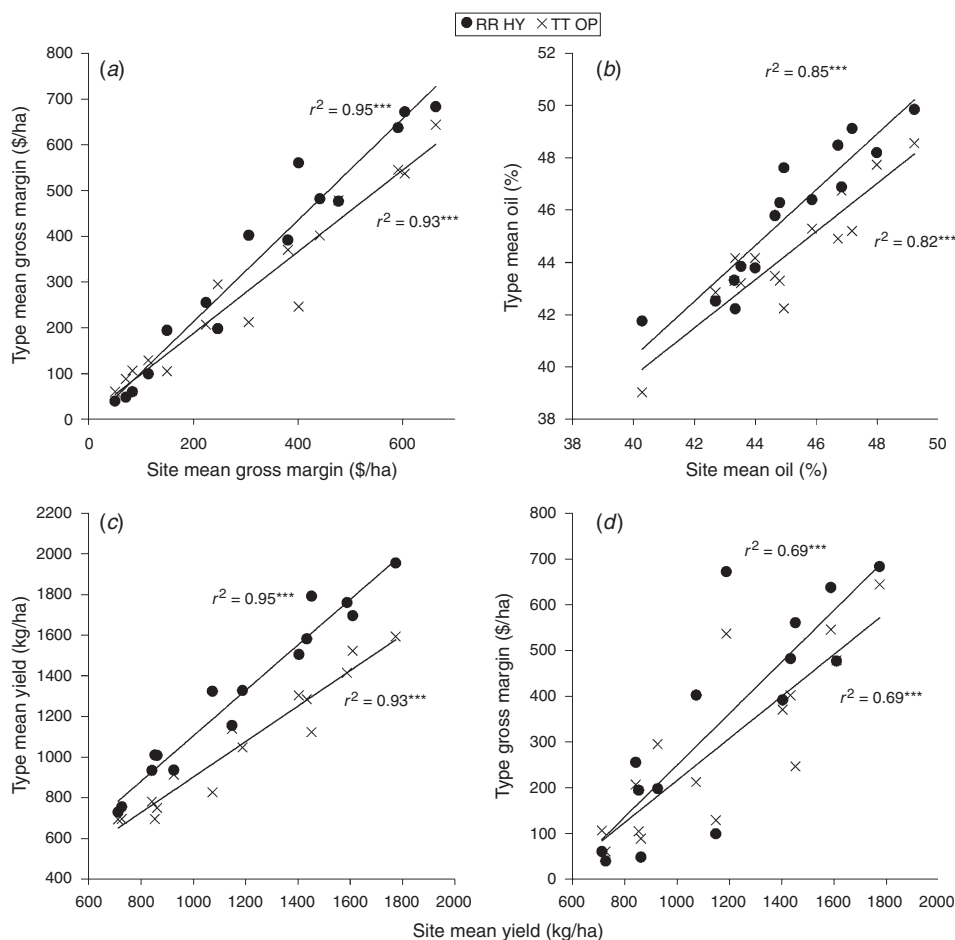 ● RR HY × TT OP
(a)
800
700
600
500
400
300
200
100
0
0 200 400 600
Type mean gross margin ($/ha)
Site mean gross margin ($/ha)
r² = 0.95***
r² = 0.93***
(b)
52
50
48
46
44
42
40
38
38 40 42 44 46 48 50
Type mean oil (%)
Site mean oil (%)
r² = 0.85***
r² = 0.82***
(c)
2200
2000
1800
1600
1400
1200
1000
800
600
400
600 800 1000 1200 1400 1600 1800 2000
Type mean yield (kg/ha)
r² = 0.95***
r² = 0.93***
(d)
800
700
600
500
400
300
200
100
0
600 800 1000 1200 1400 1600 1800 2000
Type gross margin ($/ha)
r² = 0.69***
r² = 0.69***
Site mean yield (kg/ha)